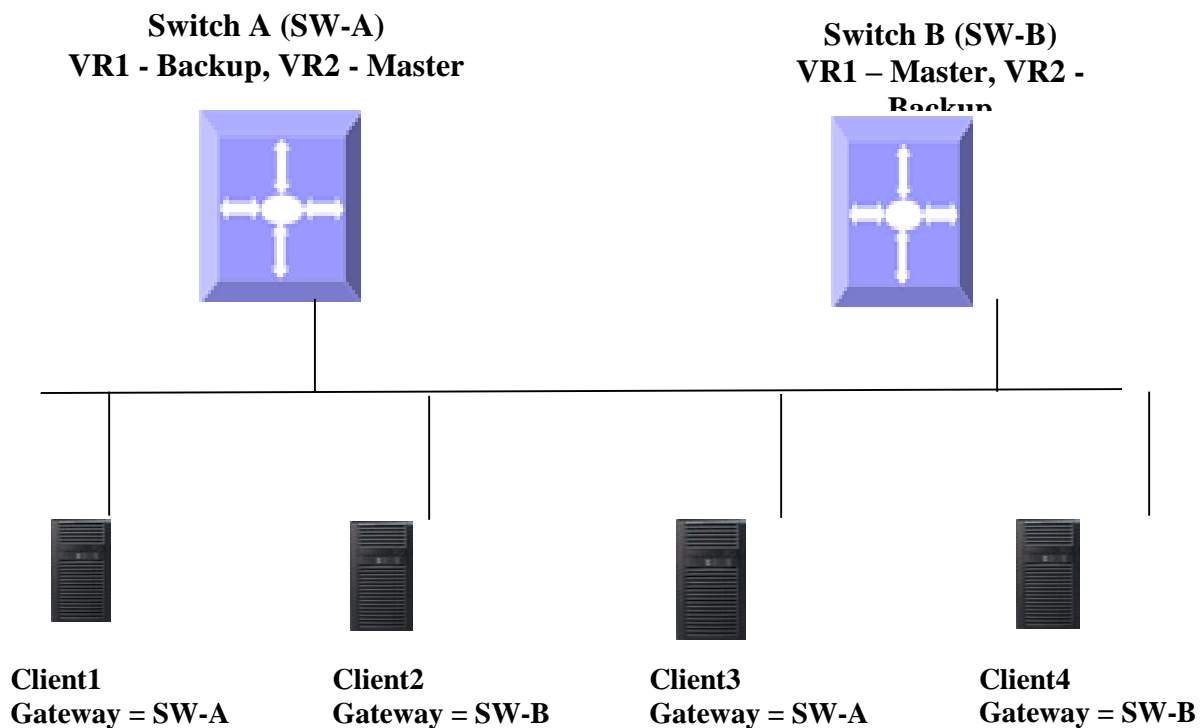 Switch A (SW-A)
VR1 - Backup, VR2 - Master
Switch B (SW-B)
VR1 – Master, VR2 -
Backup
Client1
Gateway = SW-A
Client2
Gateway = SW-B
Client3
Gateway = SW-A
Client4
Gateway = SW-B